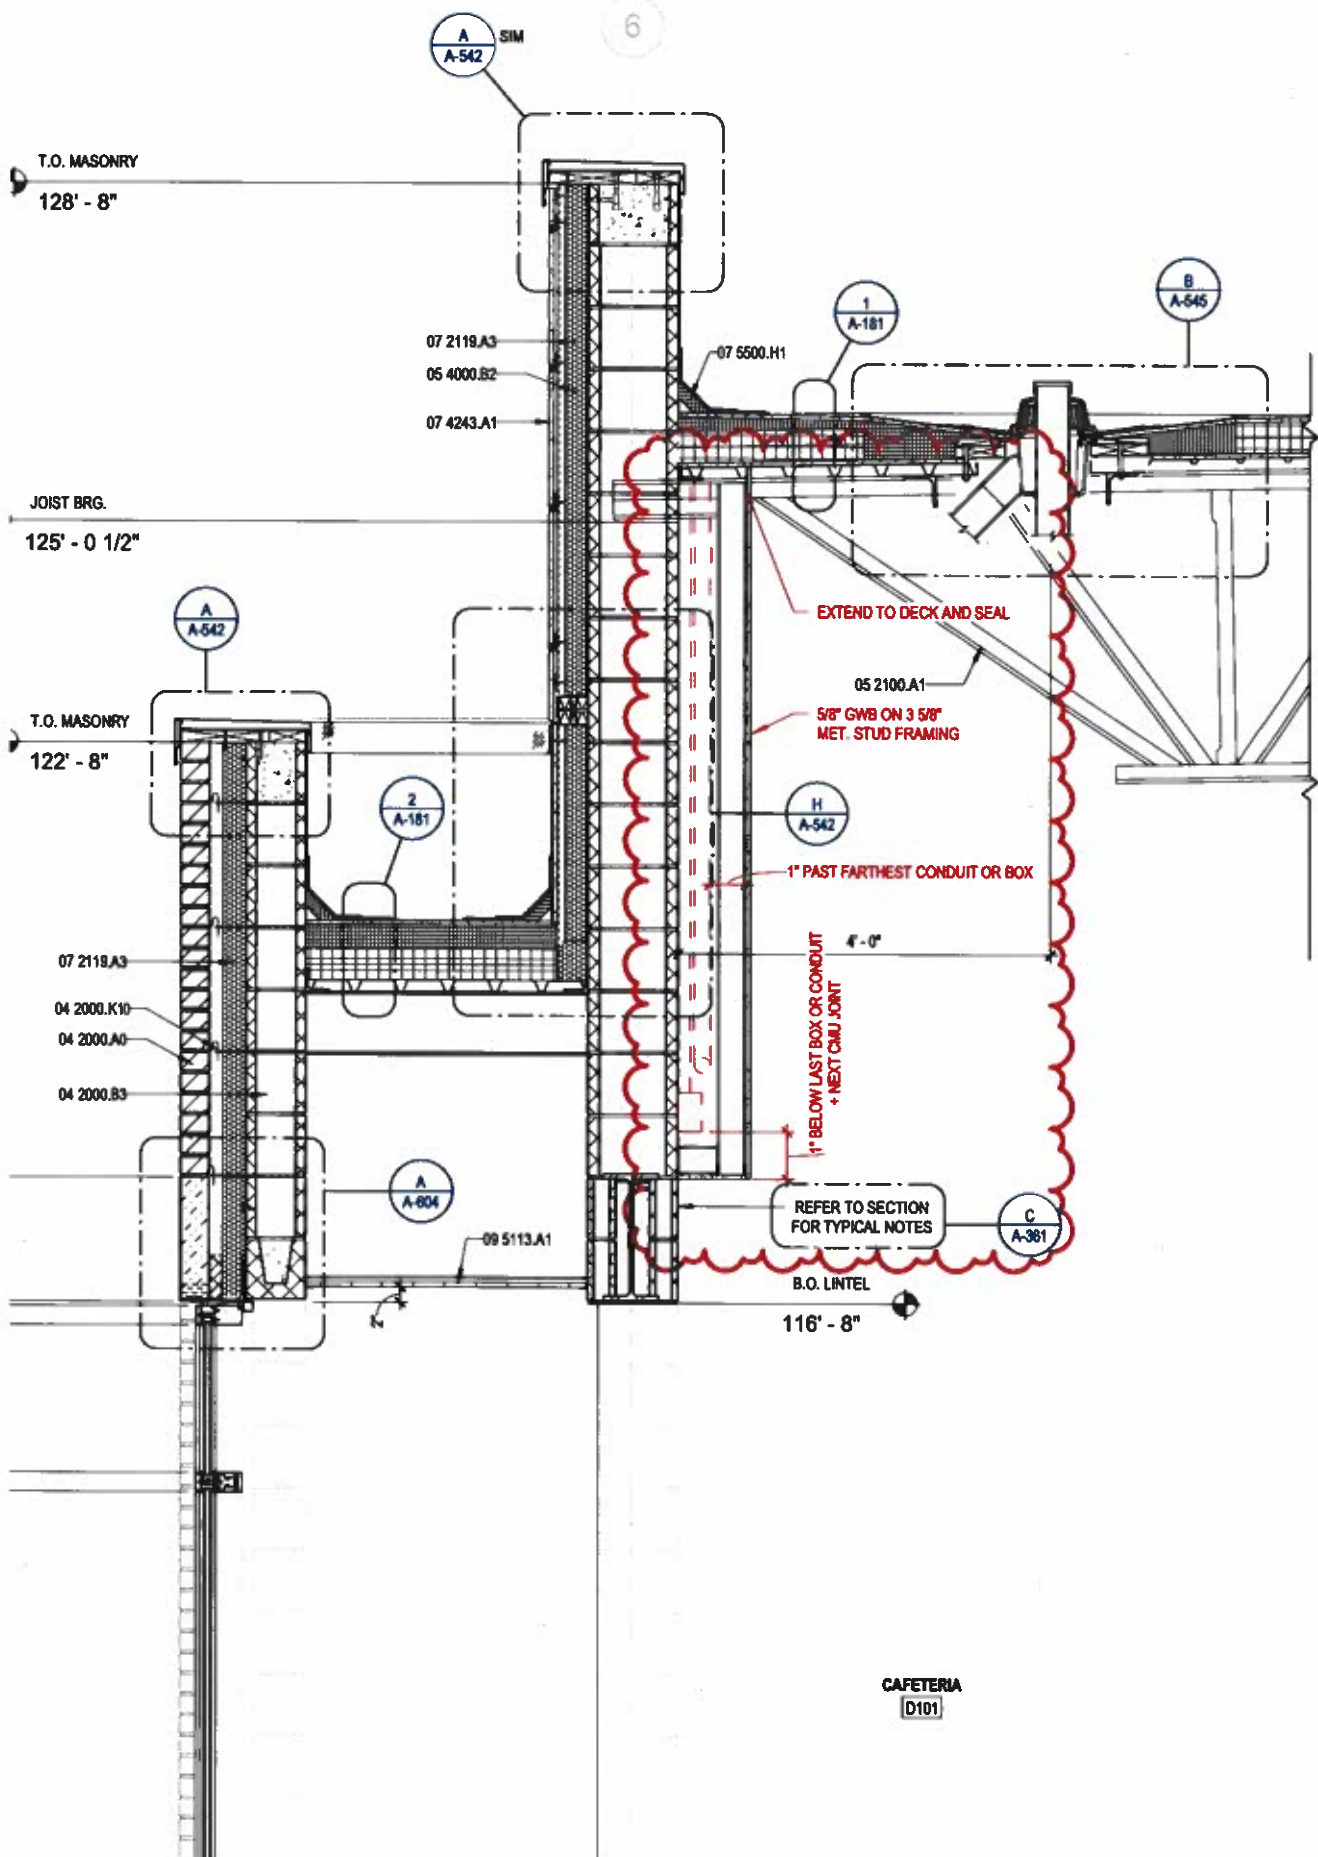 6
A
A-542
SIM
T.O. MASONRY
128' - 8"
B
A-545
1
A-181
07 2119.A3
05 4000.B2
07 4243.A1
07 5500.H1
JOIST BRG.
125' - 0 1/2"
A
A-542
EXTEND TO DECK AND SEAL
05 2100.A1
T.O. MASONRY
122' - 8"
5/8" GWB ON 3 5/8"
MET. STUD FRAMING
2
A-181
H
A-542
1" PAST FARTHEST CONDUIT OR BOX
4' - 0"
07 2119.A3
04 2000.K10
04 2000.A0
04 2000.B3
1" BELOW LAST BOX OR CONDUIT
+ NEXT CMU JOINT
A
A-604
REFER TO SECTION
FOR TYPICAL NOTES
C
A-361
09 5113.A1
2"
B.O. LINTEL
116' - 8"
CAFETERIA
D101